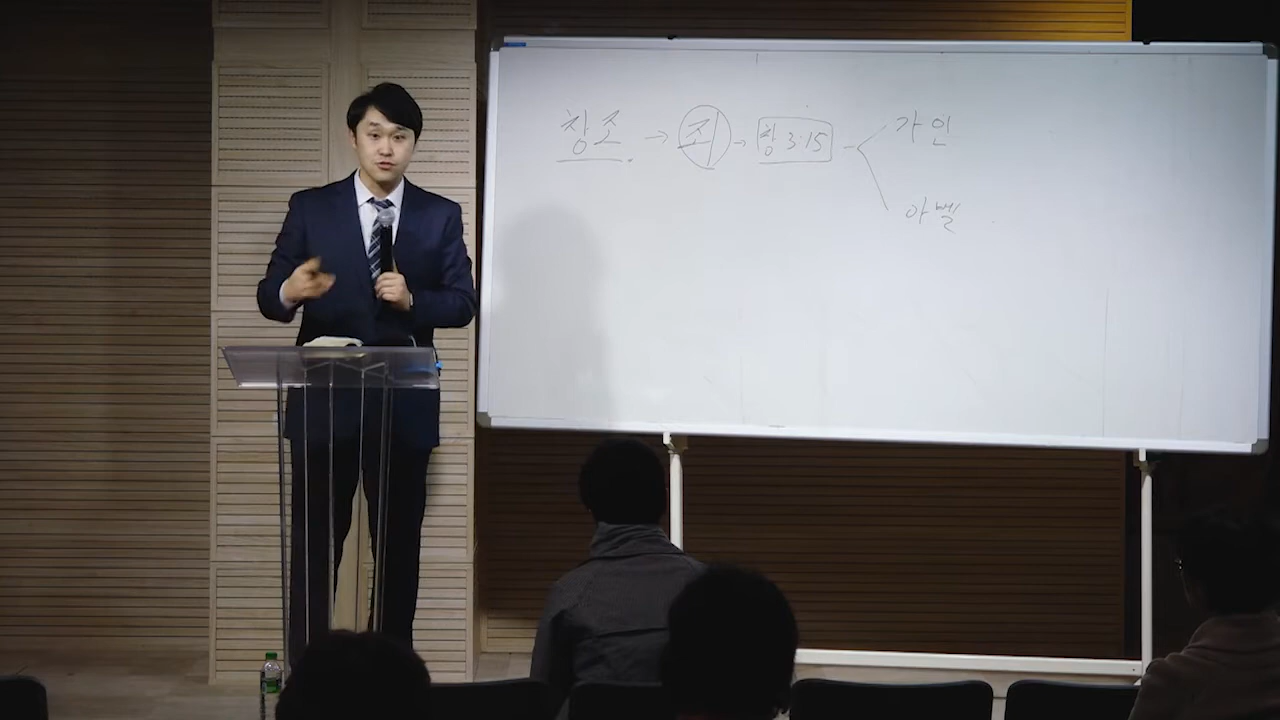 창조 → 죄 → 창 3:15 가인
아벨